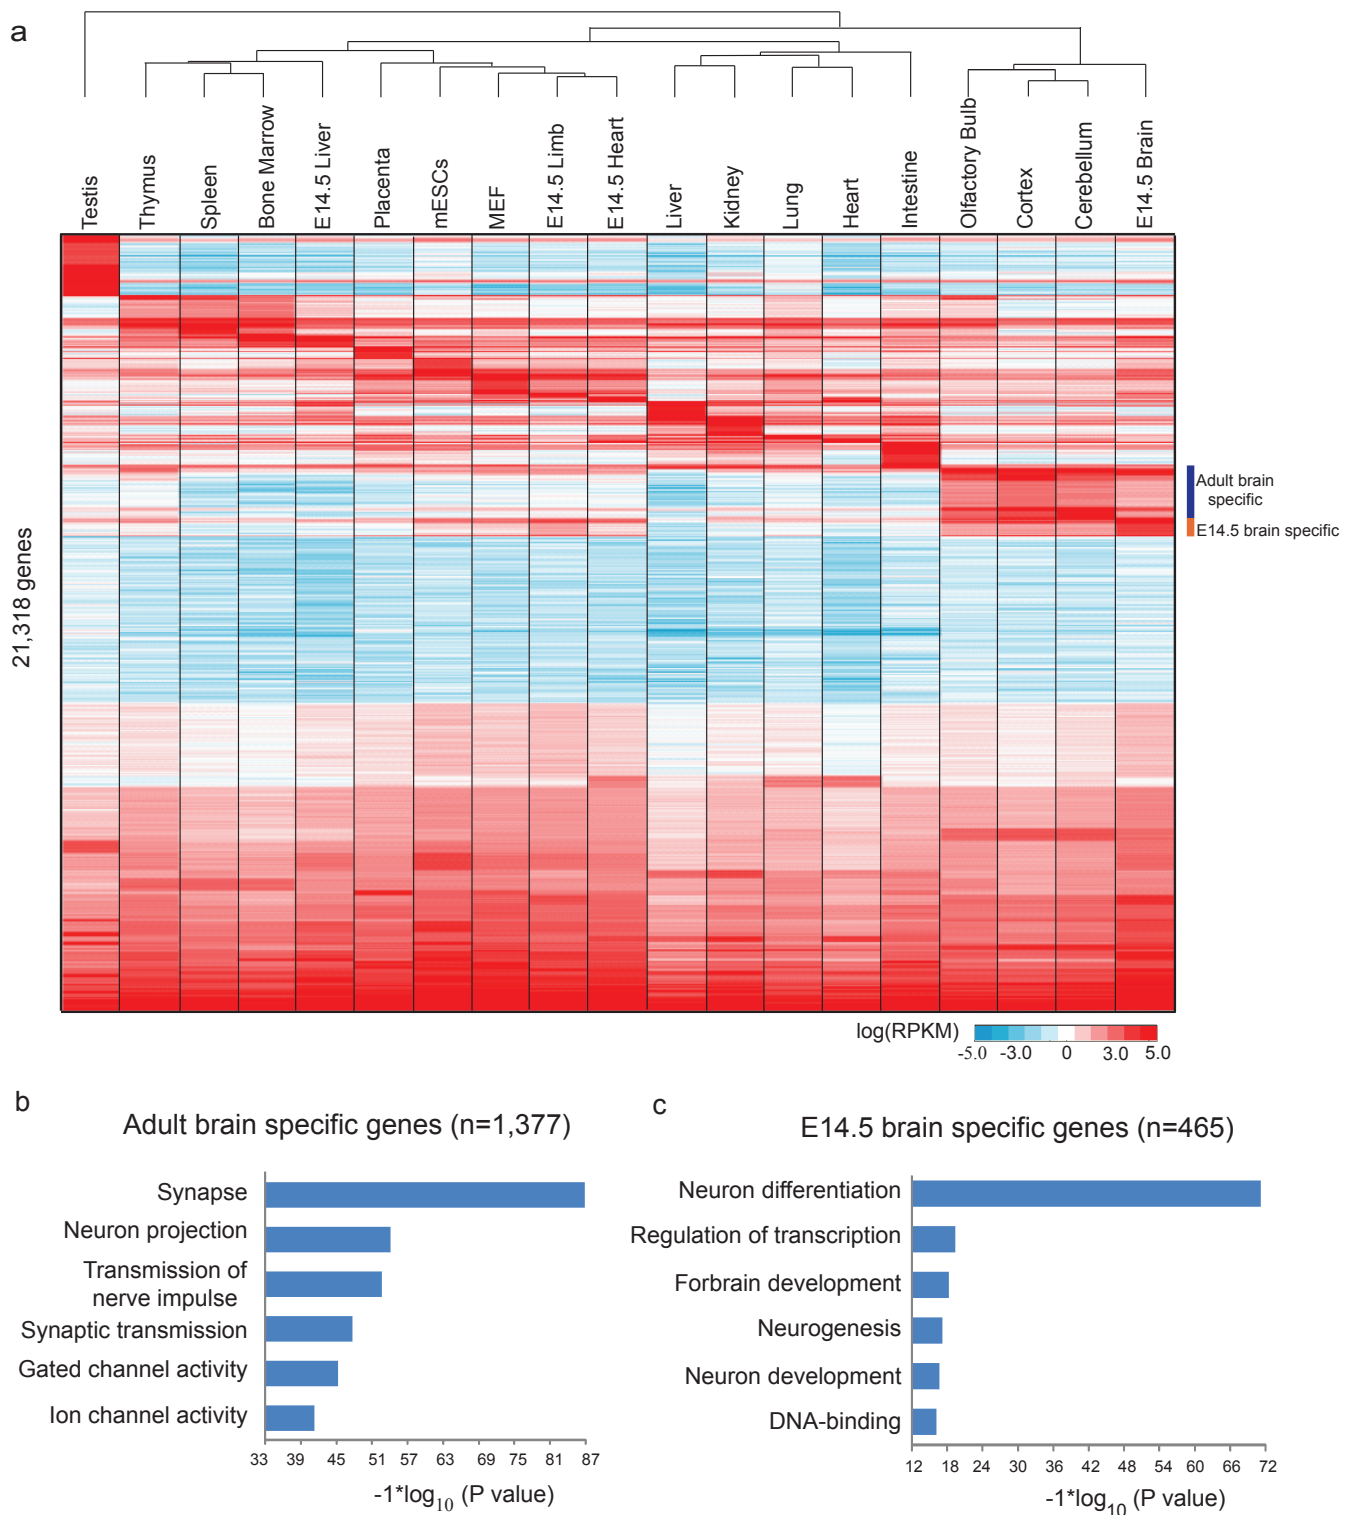 a
Testis
Thymus
Spleen
Bone Marrow
E14.5 Liver
Placenta
mESCs
MEF
E14.5 Limb
E14.5 Heart
Liver
Kidney
Lung
Heart
Intestine
Olfactory Bulb
Cortex
Cerebellum
E14.5 Brain
21,318 genes
Adult brain
specific
E14.5 brain specific
log(RPKM)
-5.0 -3.0 0 3.0 5.0
b
Adult brain specific genes (n=1,377)
Synapse
Neuron projection
Transmission of
nerve impulse
Synaptic transmission
Gated channel activity
Ion channel activity
33 39 45 51 57 63 69 75 81 87
-1*log10 (P value)
c
E14.5 brain specific genes (n=465)
Neuron differentiation
Regulation of transcription
Forbrain development
Neurogenesis
Neuron development
DNA-binding
12 18 24 30 36 42 48 54 60 66 72
-1*log10 (P value)